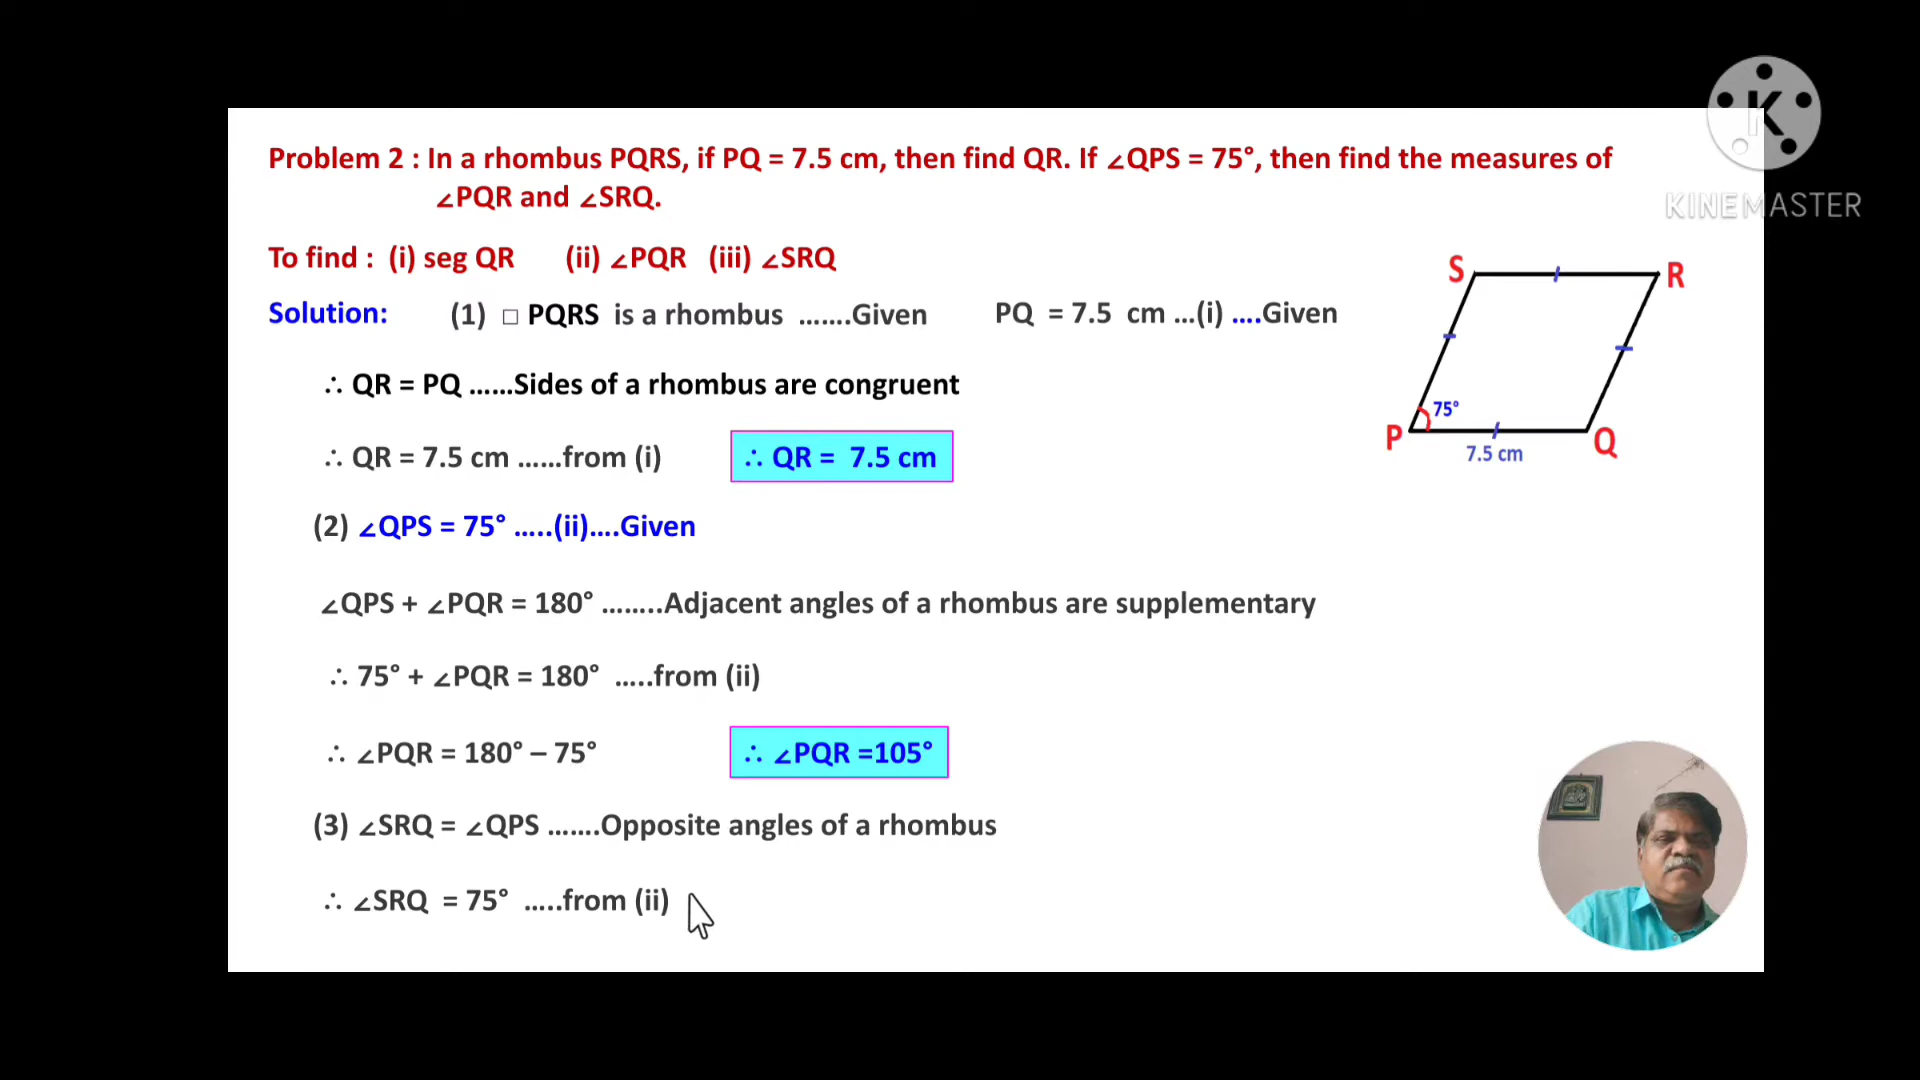 Problem 2 : In a rhombus PQRS, if PQ = 7.5 cm, then find QR. If ∠QPS = 75°, then find the measures of
∠PQR and ∠SRQ.
To find : (i) seg QR (ii) ∠PQR (iii) ∠SRQ
Solution: (1) □ PQRS is a rhombus .......Given PQ = 7.5 cm ...(i) ....Given
∴ QR = PQ ......Sides of a rhombus are congruent
∴ QR = 7.5 cm ......from (i) ∴ QR = 7.5 cm
(2) ∠QPS = 75° .....(ii)....Given
∠QPS + ∠PQR = 180° ........Adjacent angles of a rhombus are supplementary
∴ 75° + ∠PQR = 180° .....from (ii)
∴ ∠PQR = 180° – 75° ∴ ∠PQR =105°
(3) ∠SRQ = ∠QPS .......Opposite angles of a rhombus
∴ ∠SRQ = 75° .....from (ii)
S R
75°
P Q
7.5 cm
K
KINEMASTER